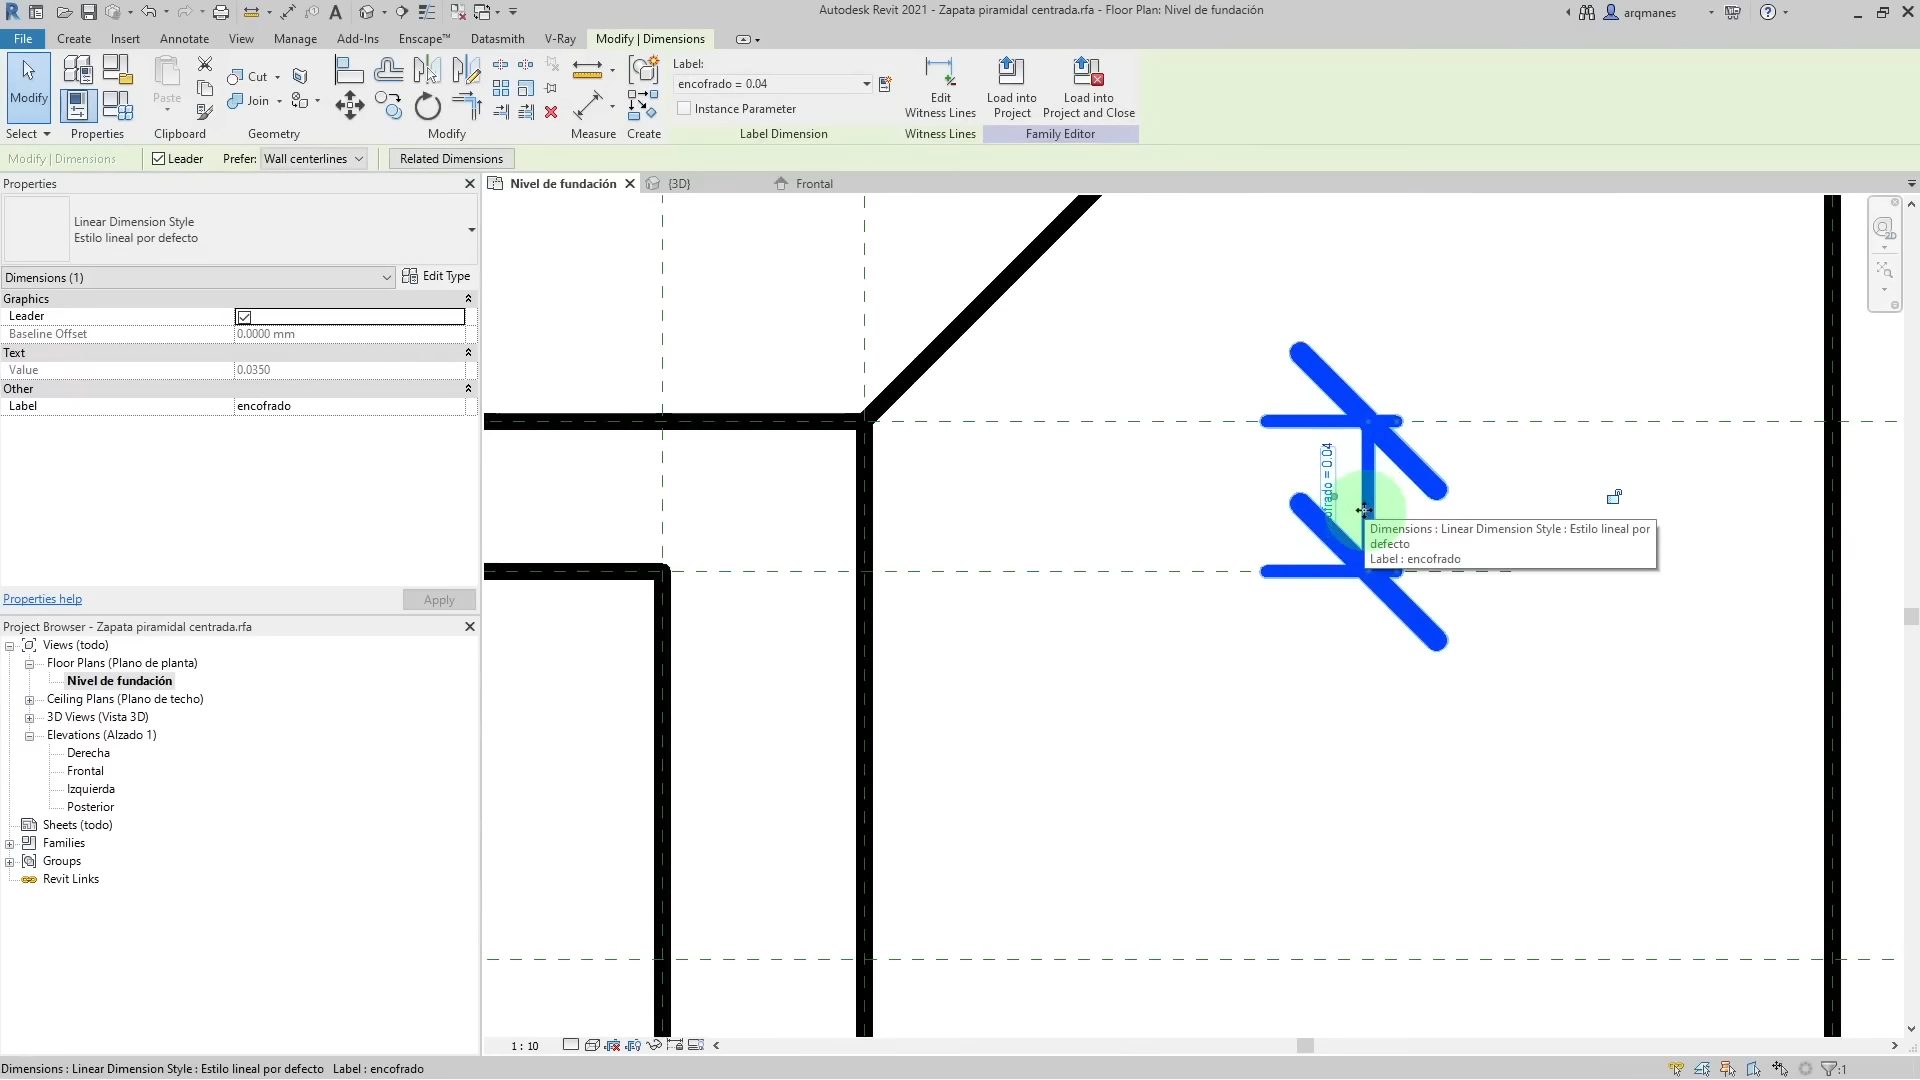 Autodesk Revit 2021 - Zapata piramidal centrada.rfa - Floor Plan: Nivel de fundación
arqmanes
File Create Insert Annotate View Manage Add-Ins Enscape™ Datasmith V-Ray Modify | Dimensions
Modify
Paste
Cut
Join
Label:
encofrado = 0.04
Instance Parameter
Edit
Witness Lines
Load into
Project
Load into
Project and Close
Select Properties Clipboard Geometry Modify Measure Create Label Dimension Witness Lines Family Editor
Modify | Dimensions Leader Prefer: Wall centerlines Related Dimensions
Properties
Nivel de fundación {3D} Frontal
Linear Dimension Style
Estilo lineal por defecto
Dimensions (1) Edit Type
Graphics
Leader
Baseline Offset 0.0000 mm
Text
Value 0.0350
Other
Label encofrado
Properties help Apply
Project Browser - Zapata piramidal centrada.rfa
Views (todo)
Floor Plans (Plano de planta)
Nivel de fundación
Ceiling Plans (Plano de techo)
3D Views (Vista 3D)
Elevations (Alzado 1)
Derecha
Frontal
Izquierda
Posterior
Sheets (todo)
Families
Groups
Revit Links
2D
= 0.04
Dimensions : Linear Dimension Style : Estilo lineal por
defecto
Label : encofrado
1 : 10
Dimensions : Linear Dimension Style : Estilo lineal por defecto Label : encofrado
:1